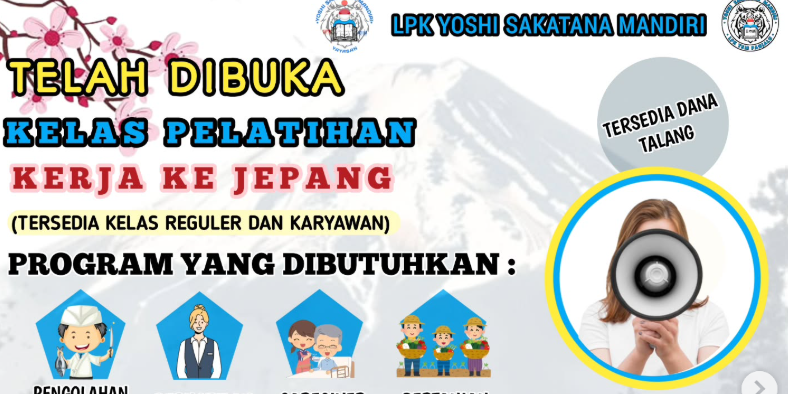 LPK YOSHI SAKATANA MANDIRI
TELAH DIBUKA
KELAS PELATIHAN
KERJA KE JEPANG
(TERSEDIA KELAS REGULER DAN KARYAWAN)
TERSEDIA DANA
TALANG
PROGRAM YANG DIBUTUHKAN :
PENGOLAHAN